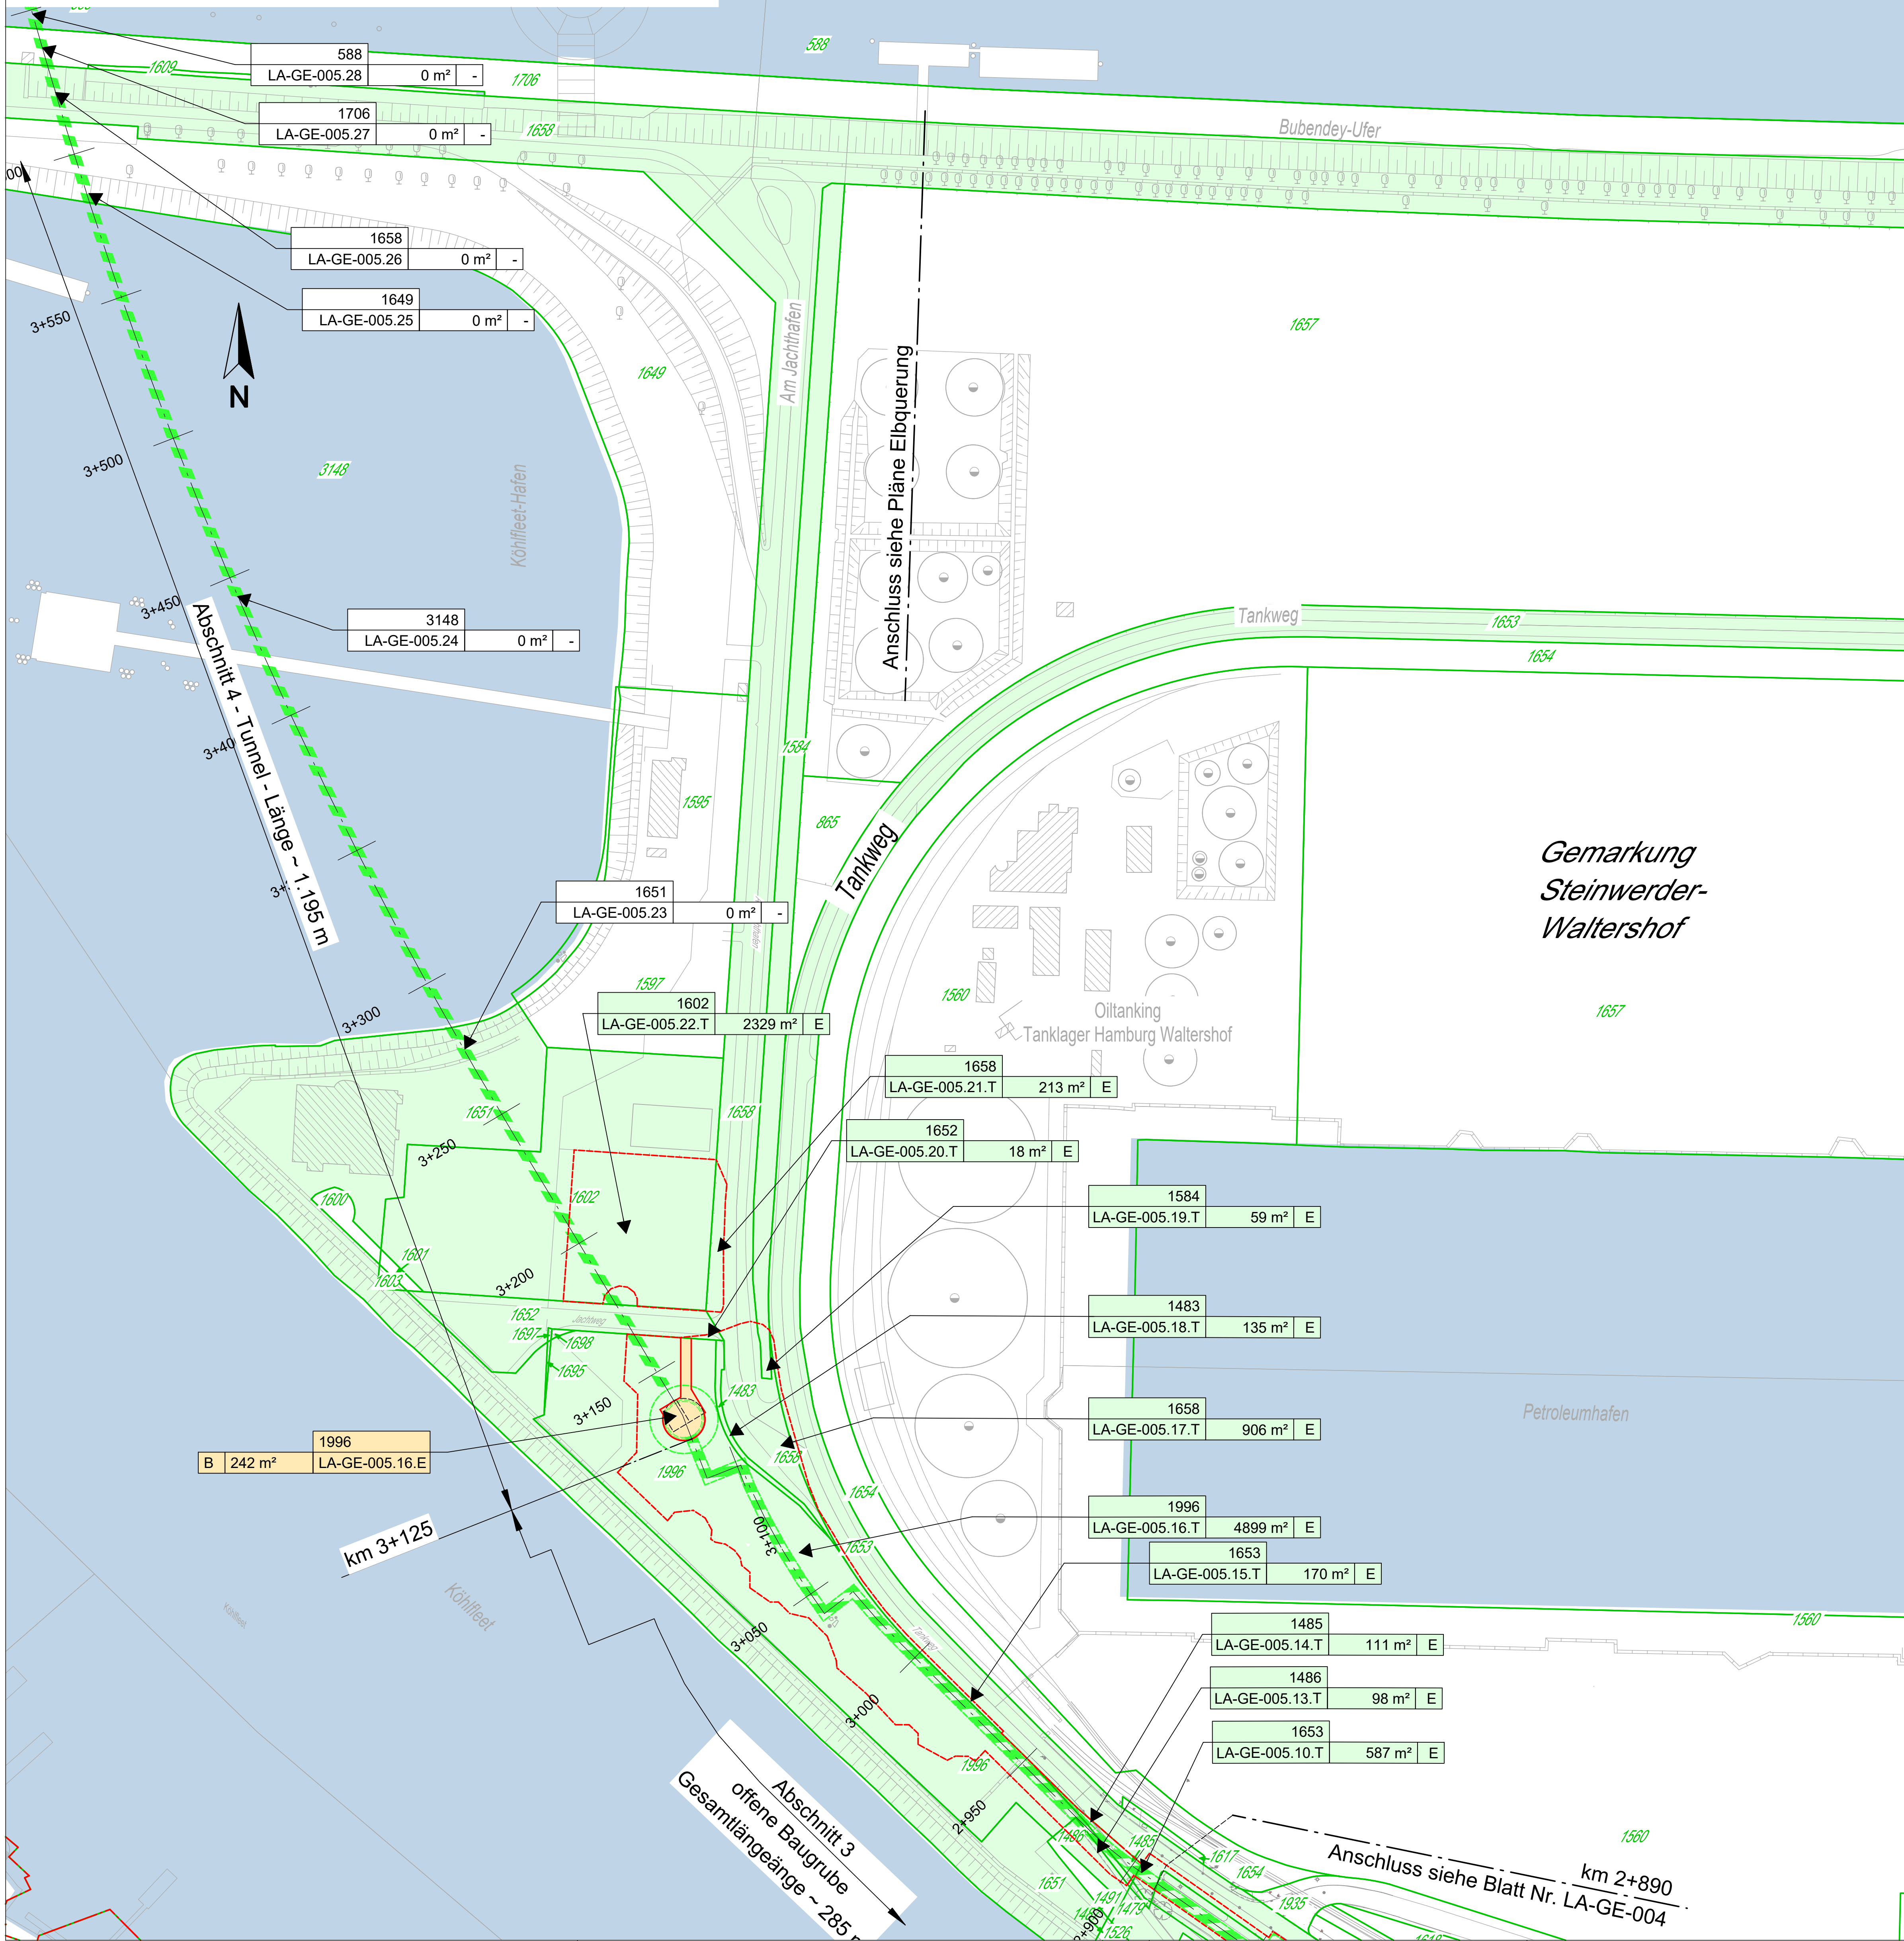 588
LA-GE-005.28 0 m² -
588
1609
1706
1706
LA-GE-005.27 0 m² -
1658
Bubendey-Ufer
1658
LA-GE-005.26 0 m² -
1649
LA-GE-005.25 0 m² -
3+550
N
1649
Am Jachthafen
1657
3+500
3148
Köhlfleet-Hafen
Anschluss siehe Pläne Elbquerung
3+450
3148
LA-GE-005.24 0 m² -
Tankweg
1653
1654
Abschnitt 4 - Tunnel - Länge ~ 1.195 m
1584
1595
865
Tankweg
Gemarkung
Steinwerder-
Waltershof
1651
LA-GE-005.23 0 m² -
1597
1560
1657
3+300
1602
LA-GE-005.22.T 2329 m² E
Oiltanking
Tanklager Hamburg Waltershof
1658
LA-GE-005.21.T 213 m² E
1651
1658
1652
LA-GE-005.20.T 18 m² E
3+250
1600
1602
1584
LA-GE-005.19.T 59 m² E
1601
1603
3+200
1652
Jachtweg
1697
1698
1695
1483
LA-GE-005.18.T 135 m² E
1483
3+150
1658
LA-GE-005.17.T 906 m² E
Petroleumhafen
1996
B 242 m² LA-GE-005.16.E
1996
1658
1654
km 3+125
3+100
1996
LA-GE-005.16.T 4899 m² E
1653
1653
LA-GE-005.15.T 170 m² E
Köhlfleet
Köhlfleet
3+050
Tankweg
1560
1485
LA-GE-005.14.T 111 m² E
1486
LA-GE-005.13.T 98 m² E
3+000
1996
1653
LA-GE-005.10.T 587 m² E
Abschnitt 3
offene Baugrube
Gesamtlängeänge ~ 285
2+950
1486
1485
1617
1654
1651
1491
1479
1935
1526
2+900
1560
km 2+890
Anschluss siehe Blatt Nr. LA-GE-004